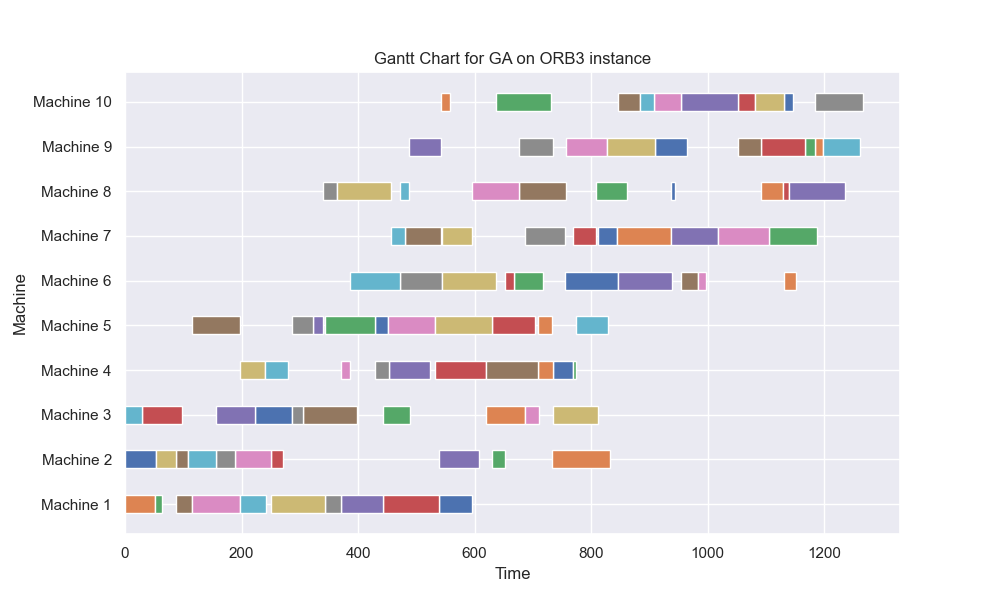 Gantt Chart for GA on ORB3 instance
Machine 10
Machine 9
Machine 8
Machine 7
Machine 6
Machine 5
Machine 4
Machine 3
Machine 2
Machine 1
Machine
0 200 400 600 800 1000 1200
Time